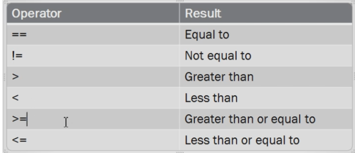 Operator Result
== Equal to
!= Not equal to
> Greater than
< Less than
>= Greater than or equal to
<= Less than or equal to